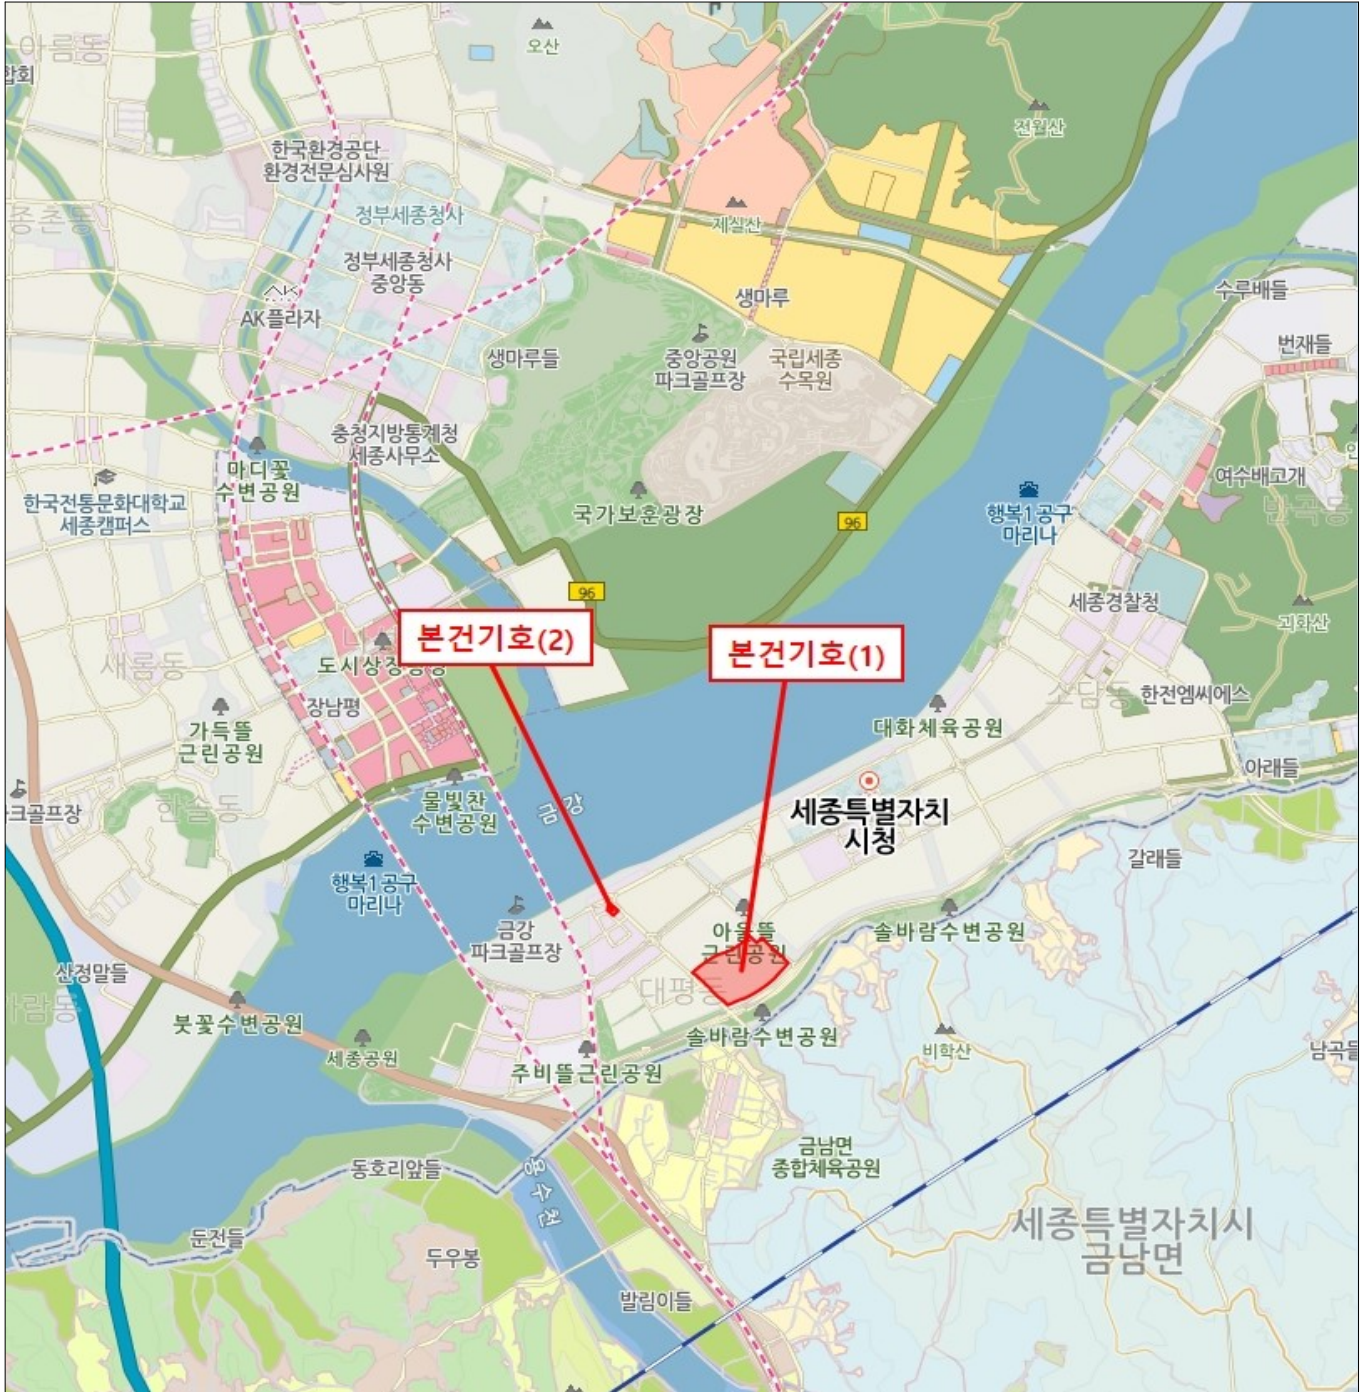 오산
아름동
합회
전월산
한국환경공단
환경전문심사원
종촌동
정부세종청사
제실산
정부세종청사
중앙동
수루배들
생마루
AK
AK플라자
번재들
생마루들
중앙공원
파크골프장
국립세종
수목원
충청지방통계청
세종사무소
마디꽃
수변공원
여수배고개
한국전통문화대학교
세종캠퍼스
국가보훈광장
96
행복1공구
마리나
반곡동
96
세종경찰청
괴화산
본건기호(2)
본건기호(1)
새롬동
도시상징광장
장남평
소담동
한전엠씨에스
가득뜰
근린공원
대화체육공원
아래들
파크골프장
한솔동
물빛찬
수변공원
금강
세종특별자치
시청
갈래들
행복1공구
마리나
금강
파크골프장
아울뜰
근린공원
솔바람수변공원
산정말들
대평동
붓꽃수변공원
솔바람수변공원
세종공원
비학산
남곡들
주비뜰근린공원
금남면
종합체육공원
동호리앞들
용수천
둔전들
두우봉
세종특별자치시
금남면
발림이들